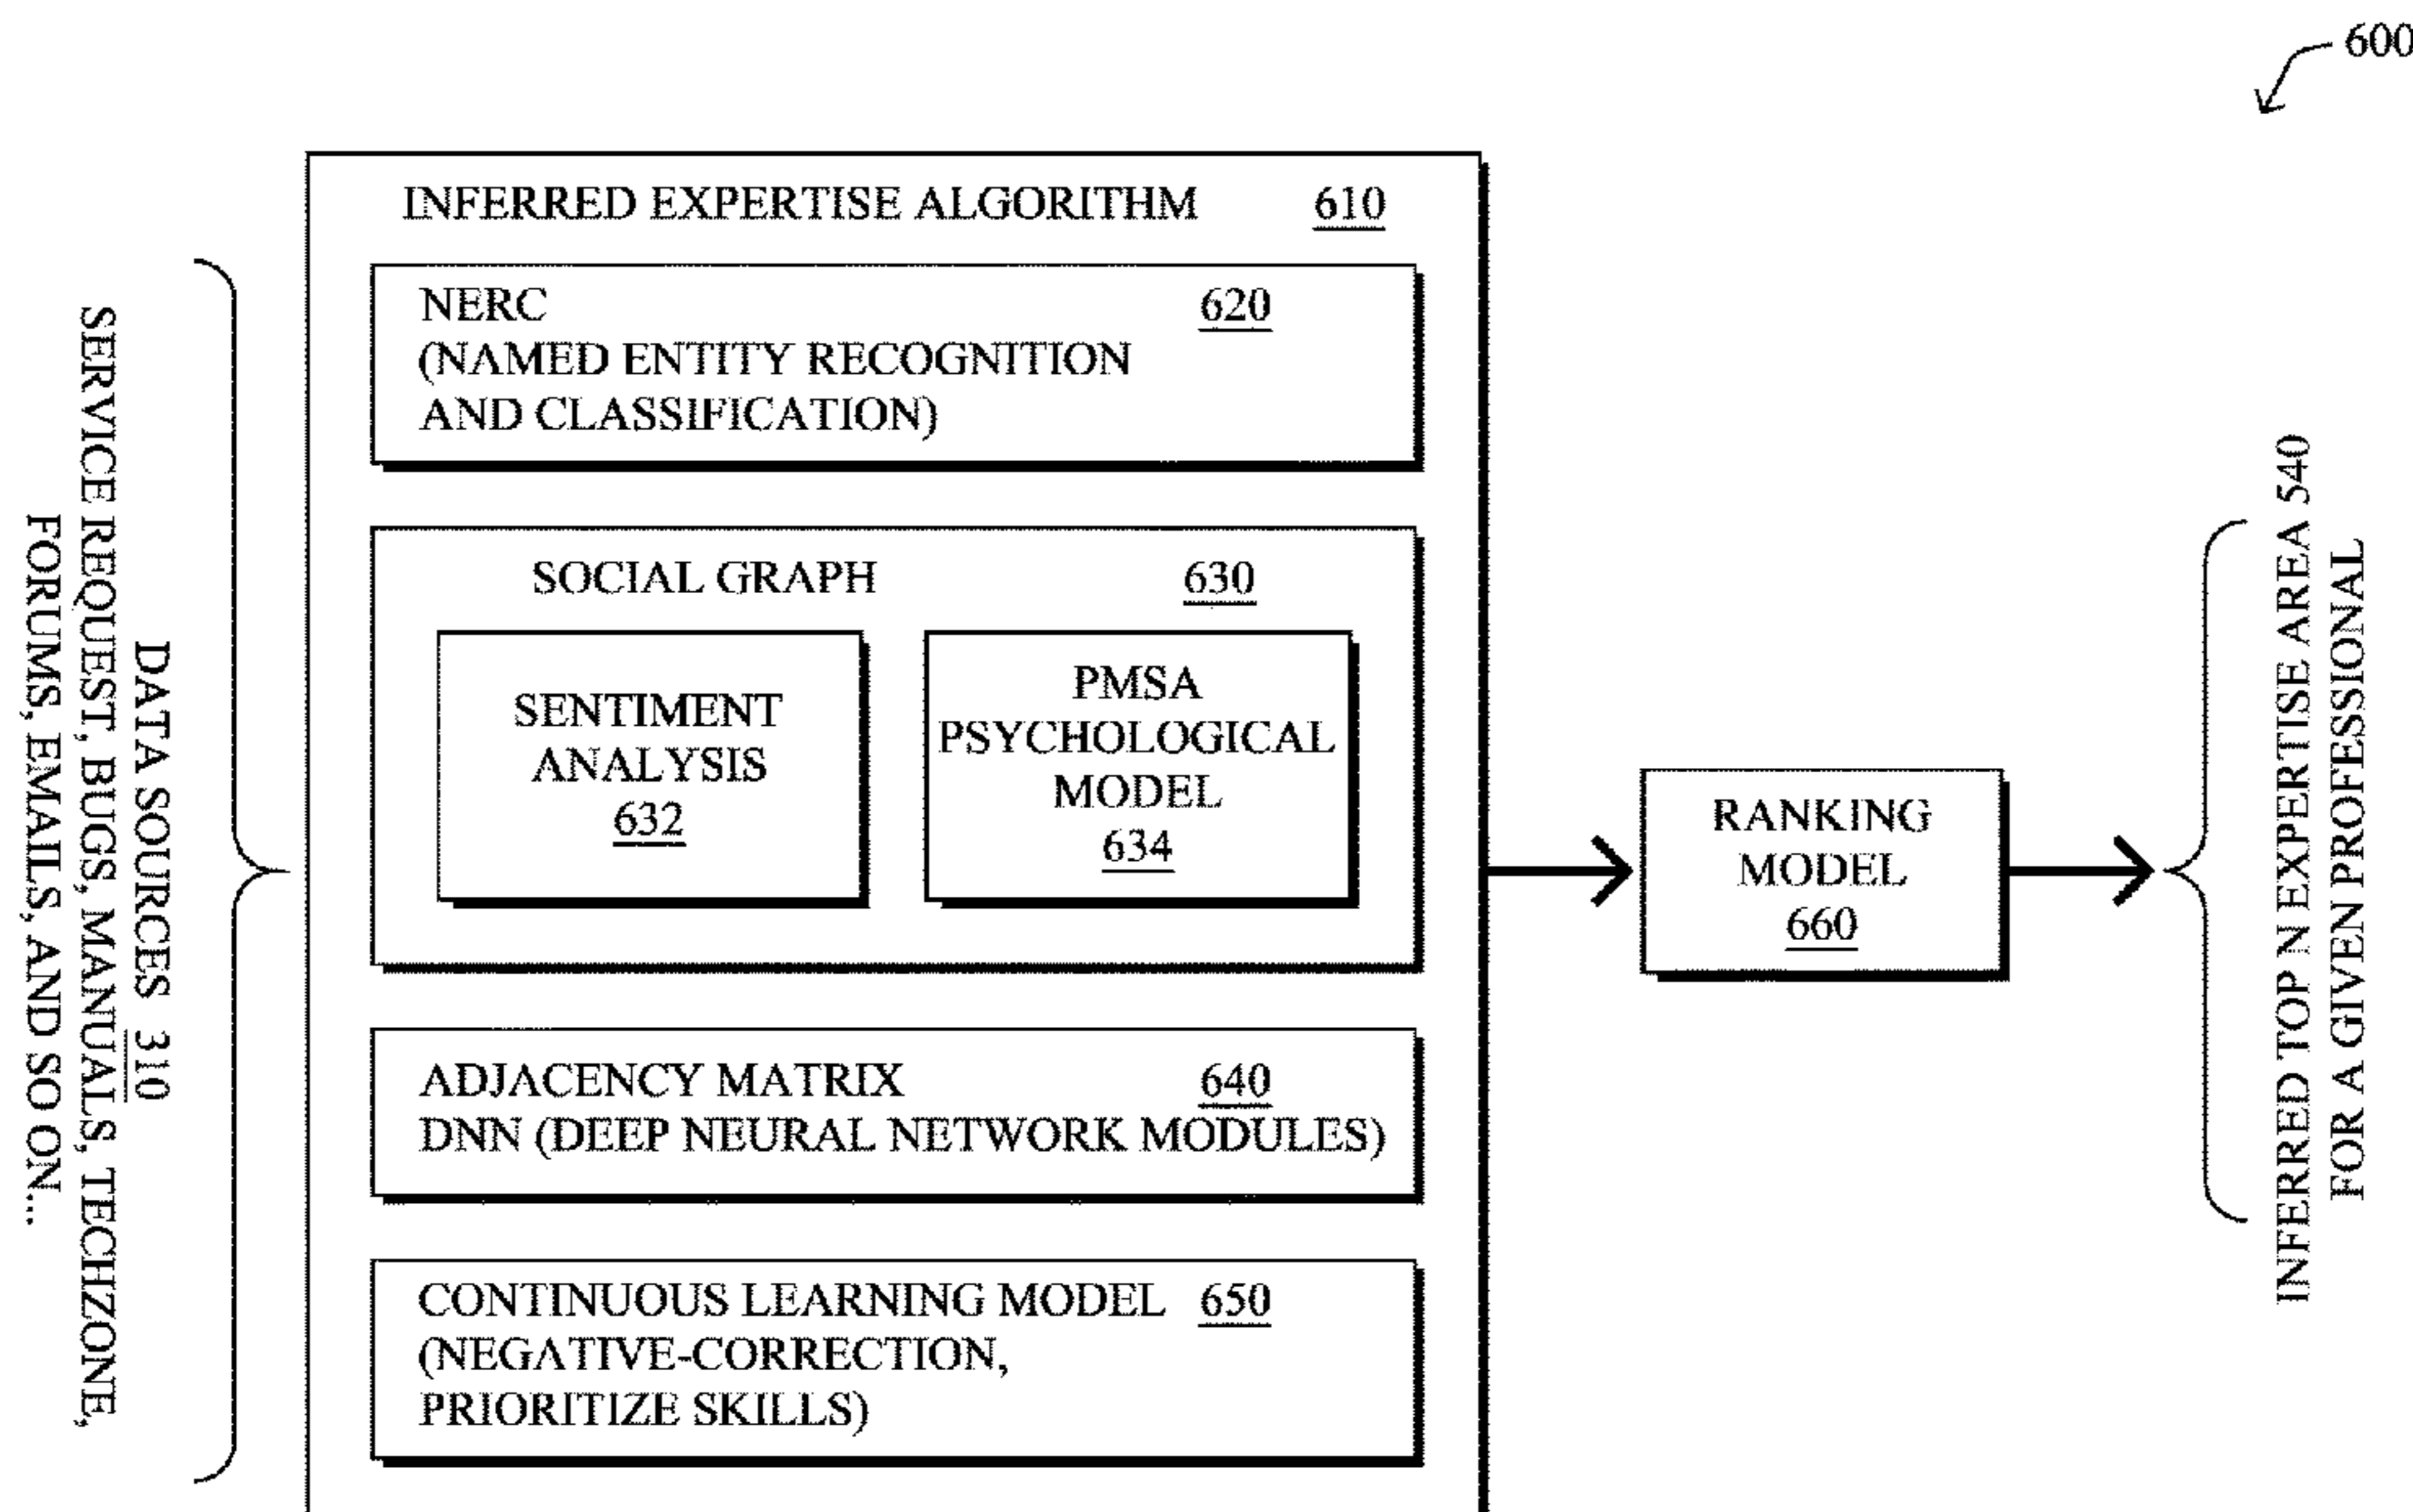 600
DATA SOURCES 310
SERVICE REQUEST, BUGS, MANUALS, TECHZONE,
FORUMS, EMAILS, AND SO ON...
INFERRED EXPERTISE ALGORITHM 610
NERC 620
(NAMED ENTITY RECOGNITION
AND CLASSIFICATION)
SOCIAL GRAPH 630
SENTIMENT
ANALYSIS
632
PMSA
PSYCHOLOGICAL
MODEL
634
ADJACENCY MATRIX 640
DNN (DEEP NEURAL NETWORK MODULES)
CONTINUOUS LEARNING MODEL 650
(NEGATIVE-CORRECTION,
PRIORITIZE SKILLS)
RANKING
MODEL
660
INFERRED TOP N EXPERTISE AREA 540
FOR A GIVEN PROFESSIONAL